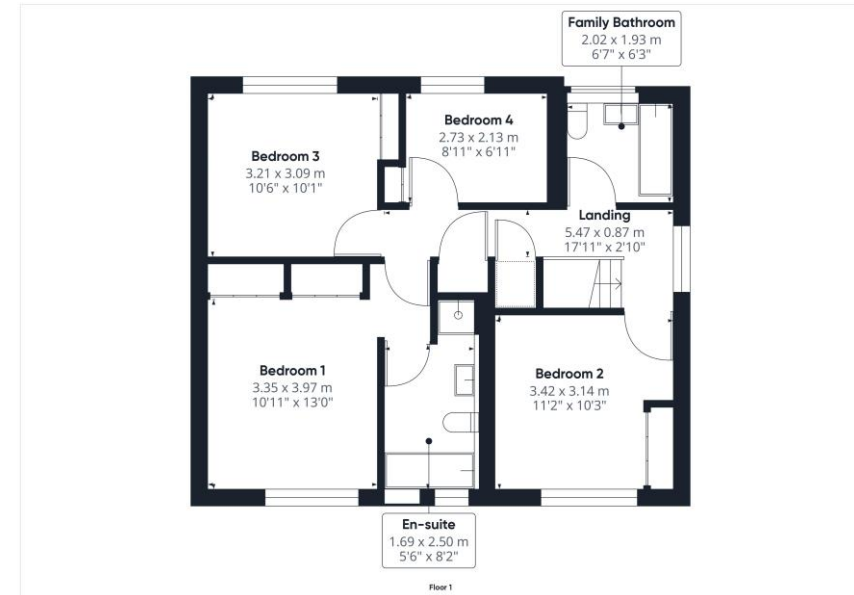 Family Bathroom
2.02 x 1.93 m
6'7" x 6'3"
Bedroom 4
2.73 x 2.13 m
8'11" x 6'11"
Bedroom 3
3.21 x 3.09 m
10'6" x 10'1"
Landing
5.47 x 0.87 m
17'11" x 2'10"
Bedroom 1
3.35 x 3.97 m
10'11" x 13'0"
Bedroom 2
3.42 x 3.14 m
11'2" x 10'3"
En-suite
1.69 x 2.50 m
5'6" x 8'2"
Floor 1